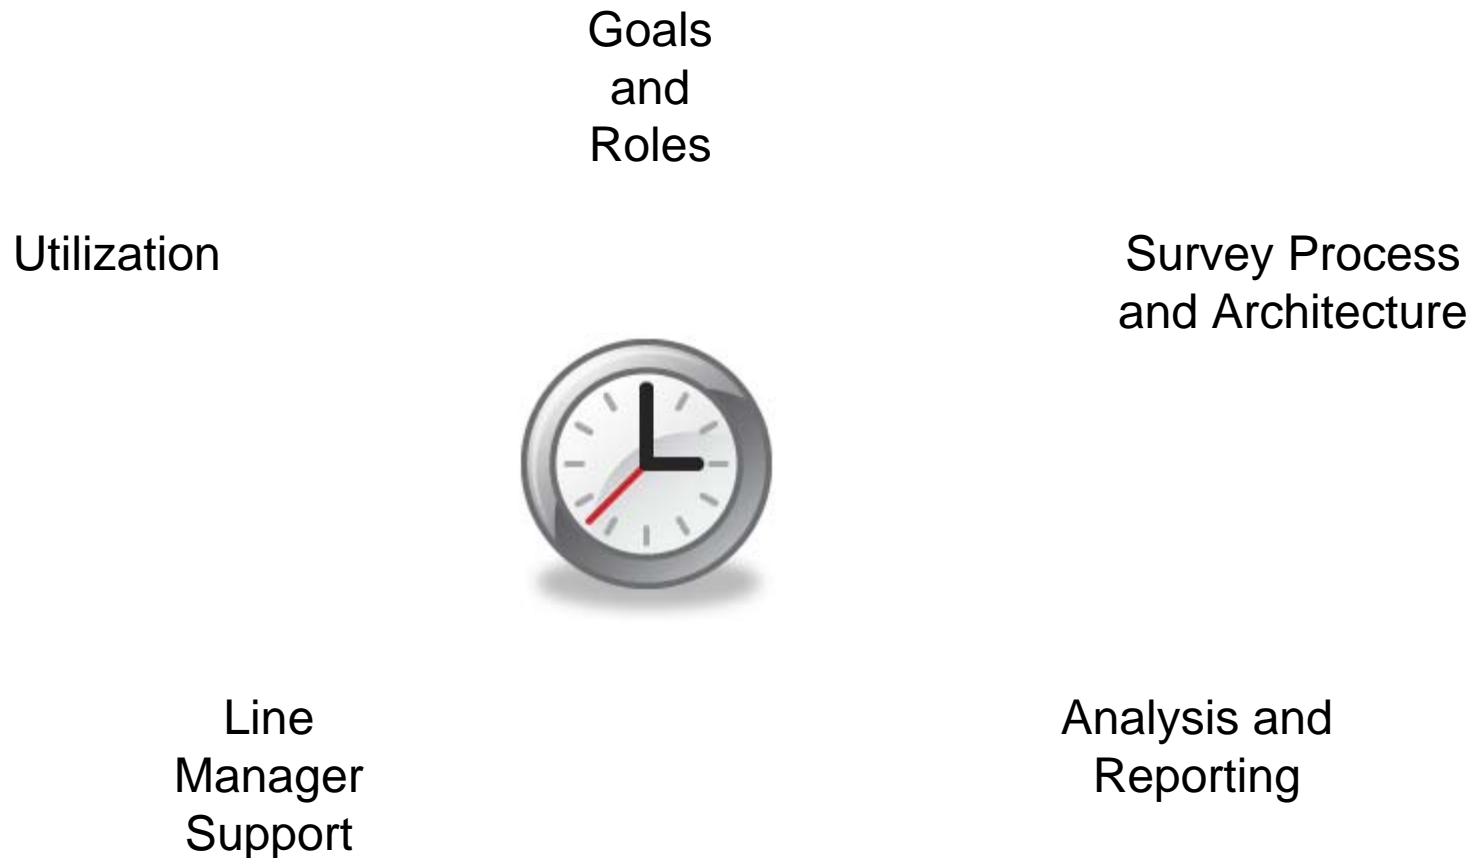 Goals
and
Roles
Utilization
Survey Process
and Architecture
Line
Manager
Support
Analysis and
Reporting